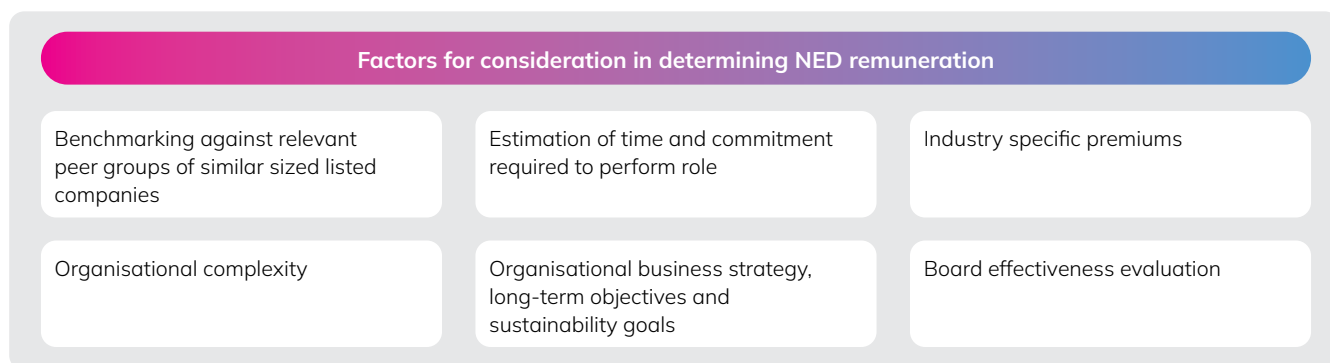 Factors for consideration in determining NED remuneration
Benchmarking against relevant
peer groups of similar sized listed
companies
Estimation of time and commitment
required to perform role
Industry specific premiums
Organisational complexity
Organisational business strategy,
long-term objectives and
sustainability goals
Board effectiveness evaluation